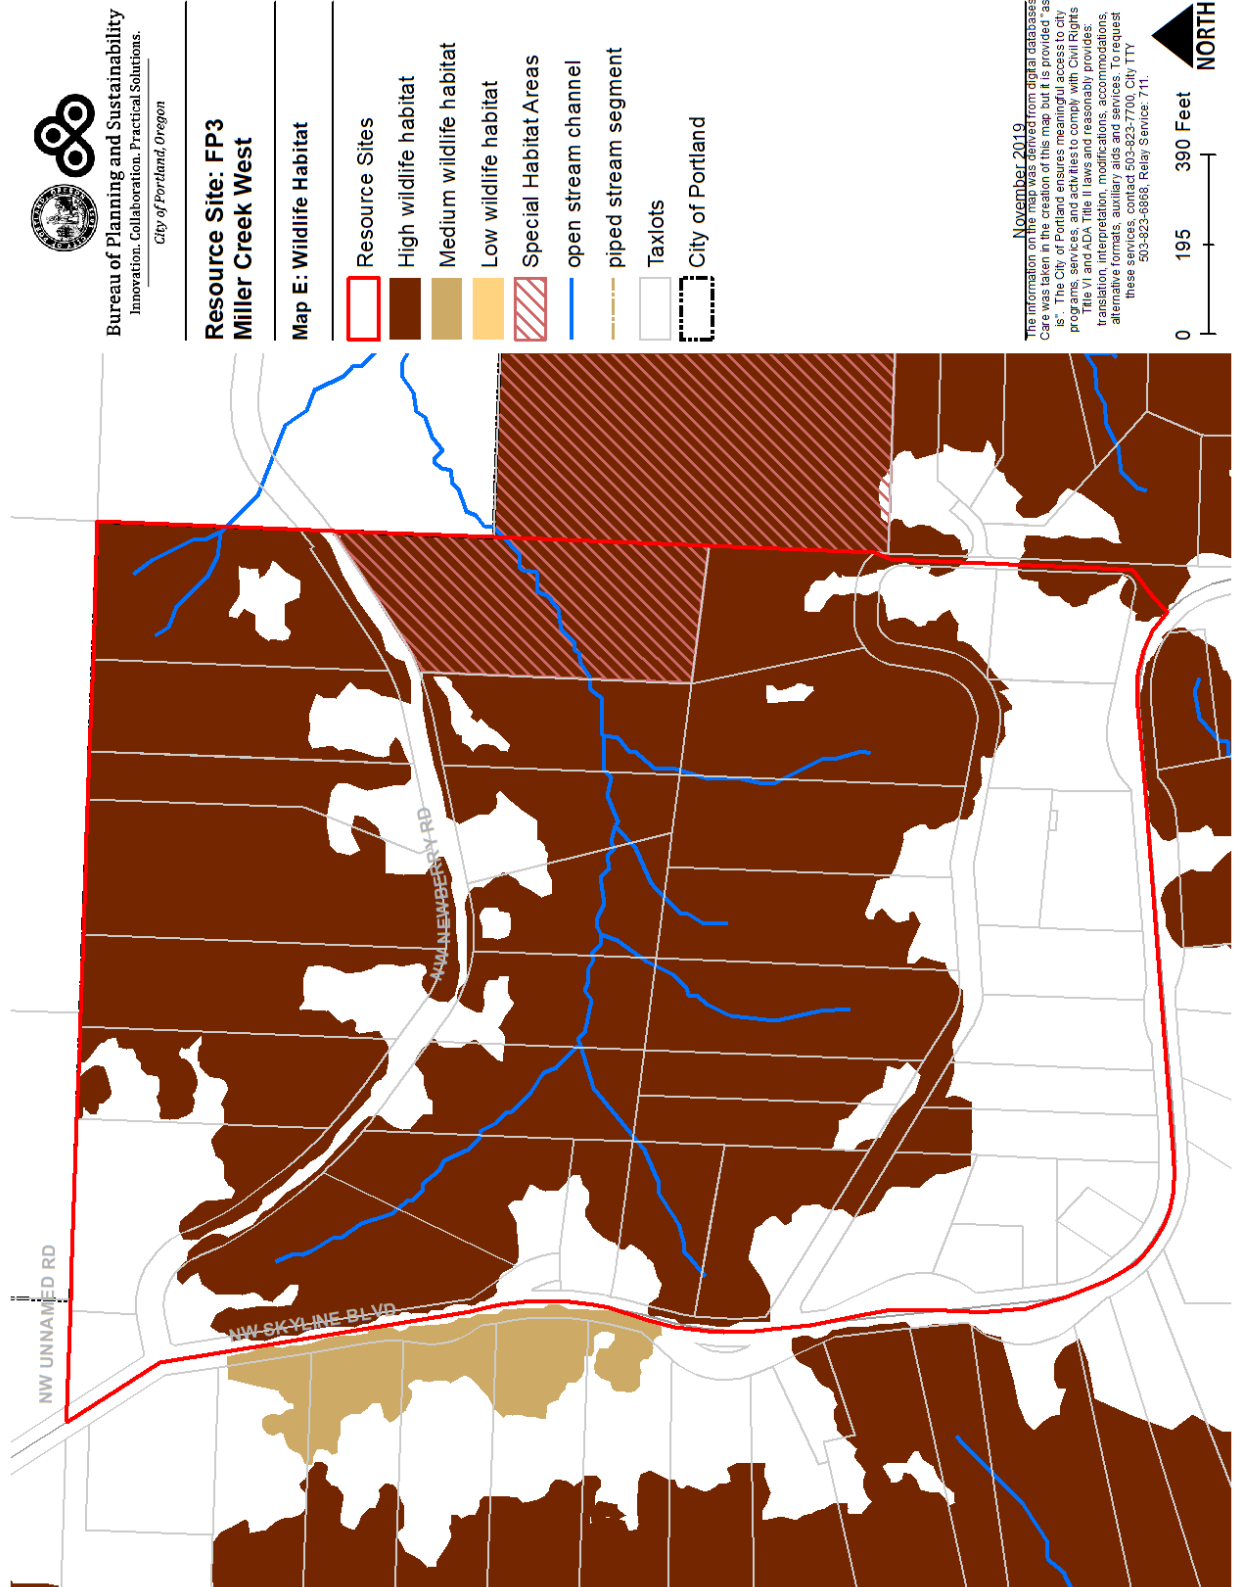 Bureau of Planning and Sustainability
Innovation. Collaboration. Practical Solutions.
City of Portland, Oregon
Resource Site: FP3
Miller Creek West
Map E: Wildlife Habitat
Resource Sites
High wildlife habitat
Medium wildlife habitat
Low wildlife habitat
Special Habitat Areas
open stream channel
piped stream segment
Taxlots
City of Portland
November 2019
The information on the map was derived from digital databases
Care was taken in the creation of this map but it is provided "as
is". The City of Portland ensures meaningful access to city
programs, services, and activities to comply with Civil Rights
Title VI and ADA Title II laws and reasonably provides:
translation, interpretation, modifications, accommodations,
alternative formats, auxiliary aids and services. To request
these services, contact 503-823-7700, City TTY
503-823-6868, Relay Service: 711.
0 195 390 Feet
NORTH
NW UNNAMED RD
NW SKYLINE BLVD
NW NEWBERRY RD